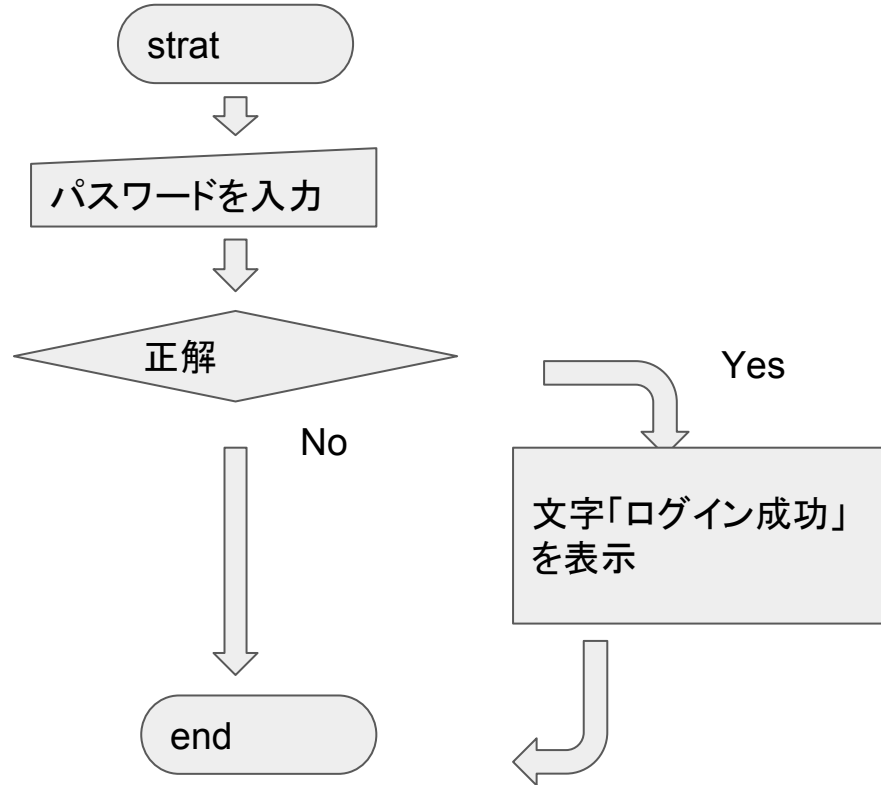 strat
パスワードを入力
正解
Yes
No
文字「ログイン成功」
を表示
end